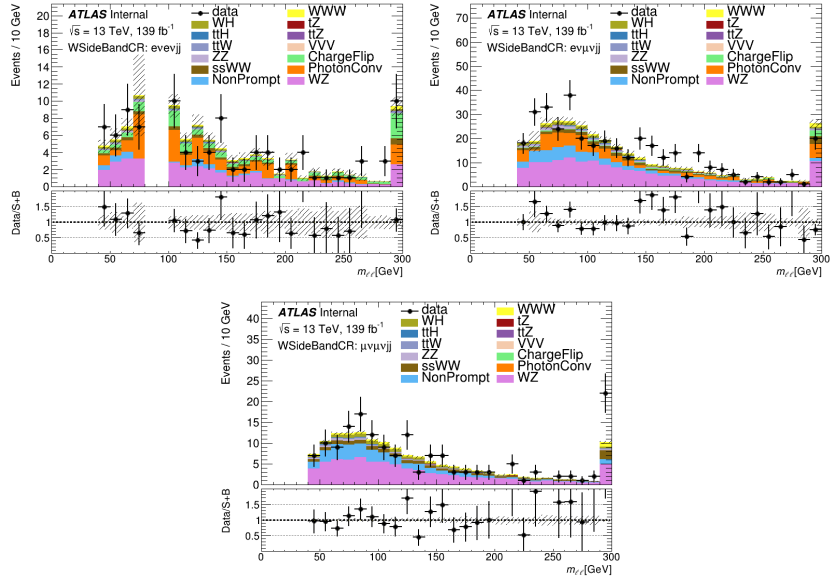 ATLAS Internal
√s = 13 TeV, 139 fb⁻¹
WSideBandCR: eνeνjj
data
WH
ttH
ttW
ZZ
ssWW
NonPrompt
WWW
tZ
ttZ
VVV
ChargeFlip
PhotonConv
WZ
Events / 10 GeV
20
18
16
14
12
10
8
6
4
2
0
Data/S+B
1.5
1
0.5
0 50 100 150 200 250 300
m_ℓℓ[GeV]
ATLAS Internal
√s = 13 TeV, 139 fb⁻¹
WSideBandCR: eνμνjj
data
WH
ttH
ttW
ZZ
ssWW
NonPrompt
WWW
tZ
ttZ
VVV
ChargeFlip
PhotonConv
WZ
Events / 10 GeV
70
60
50
40
30
20
10
0
Data/S+B
1.5
1
0.5
0 50 100 150 200 250 300
m_ℓℓ[GeV]
ATLAS Internal
√s = 13 TeV, 139 fb⁻¹
WSideBandCR: μνμνjj
data
WH
ttH
ttW
ZZ
ssWW
NonPrompt
WWW
tZ
ttZ
VVV
ChargeFlip
PhotonConv
WZ
Events / 10 GeV
40
35
30
25
20
15
10
5
0
Data/S+B
1.5
1
0.5
0 50 100 150 200 250 300
m_ℓℓ[GeV]